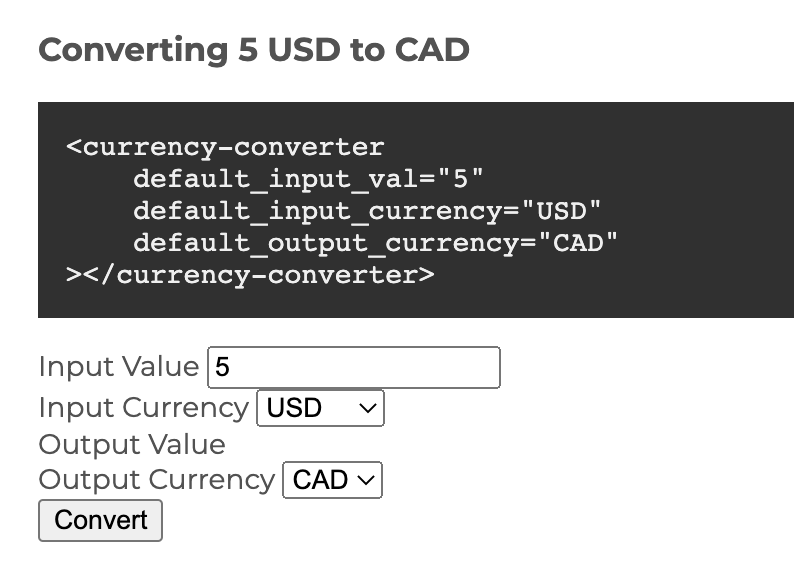 Converting 5 USD to CAD
<currency-converter
    default_input_val="5"
    default_input_currency="USD"
    default_output_currency="CAD"
></currency-converter>
Input Value 5
Input Currency USD
Output Value
Output Currency CAD
Convert